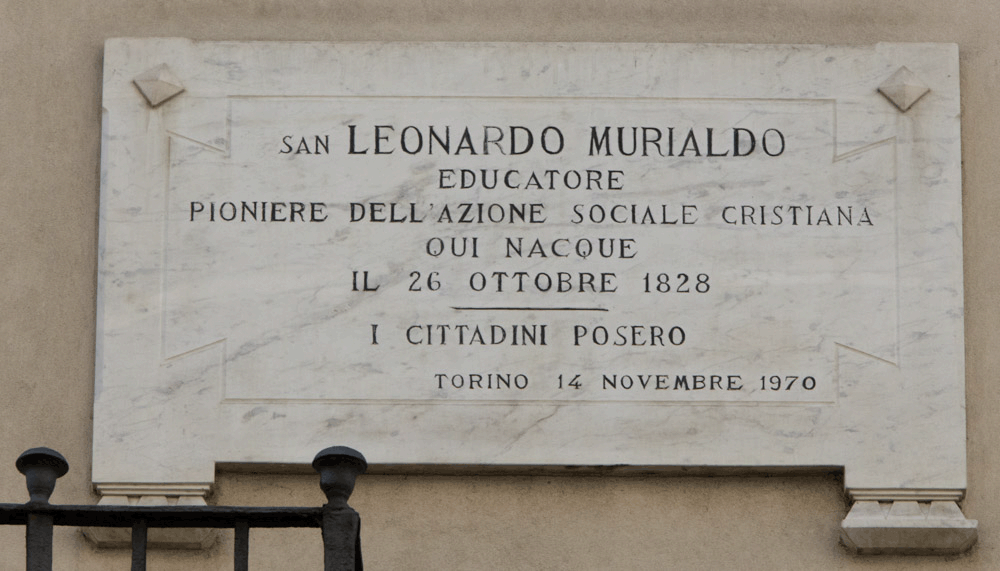 SAN LEONARDO MURIALDO
EDUCATORE
PIONIERE DELL'AZIONE SOCIALE CRISTIANA
QUI NACQUE
IL 26 OTTOBRE 1828
I CITTADINI POSERO
TORINO 14 NOVEMBRE 1970